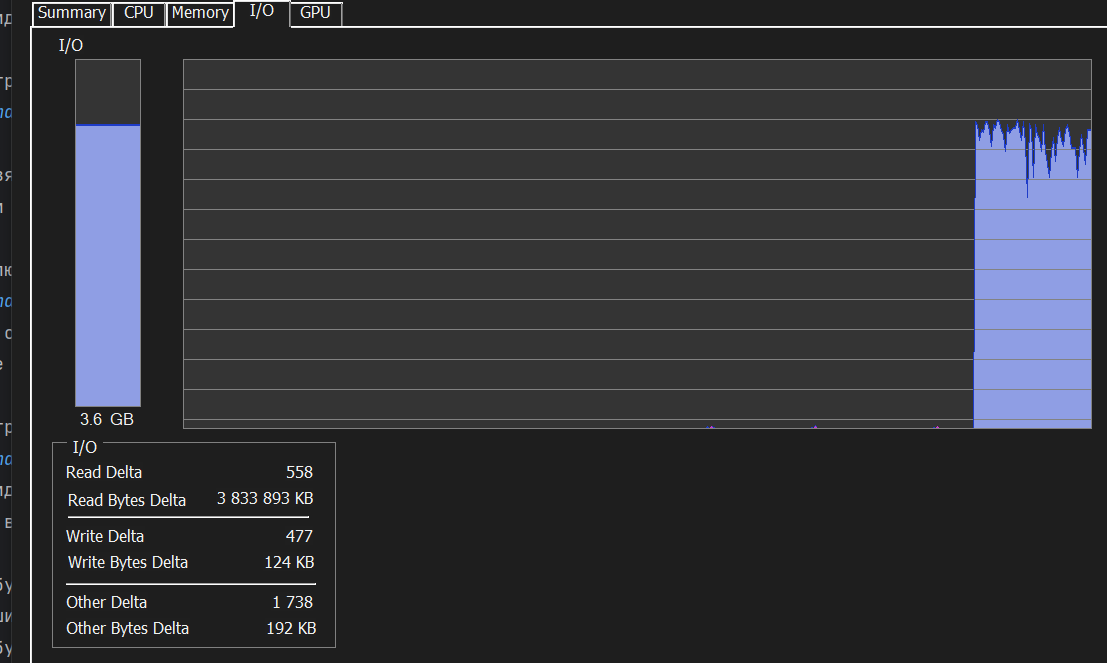 Summary CPU Memory I/O GPU
I/O
3.6 GB
I/O
Read Delta 558
Read Bytes Delta 3 833 893 KB
Write Delta 477
Write Bytes Delta 124 KB
Other Delta 1 738
Other Bytes Delta 192 KB